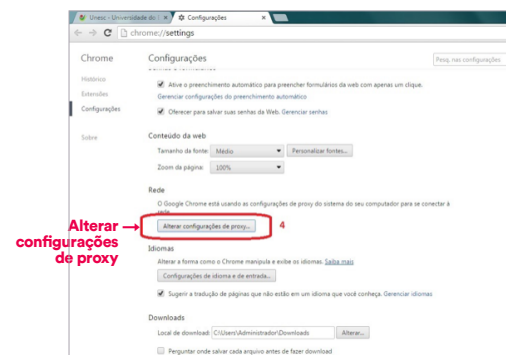 Unesc - Universidade do
Configurações
chrome://settings
Chrome
Configurações
Pesq. nas configurações
Histórico
Extensões
Configurações
Sobre
Ative o preenchimento automático para preencher formulários da web com apenas um clique.
Gerenciar configurações do preenchimento automático
Oferecer para salvar suas senhas da Web. Gerenciar senhas
Conteúdo da web
Tamanho da fonte: Médio Personalizar fontes...
Zoom da página: 100%
Rede
O Google Chrome está usando as configurações de proxy do sistema do seu computador para se conectar à
rede.
Alterar configurações de proxy... 4
Alterar
configurações
de proxy
Idiomas
Alterar a forma como o Chrome manipula e exibe os idiomas. Saiba mais
Configurações de idioma e de entrada...
Sugerir a tradução de páginas que não estão em um idioma que você conheça. Gerenciar idiomas
Downloads
Local de download: C:\Users\Administrador\Downloads Alterar...
Perguntar onde salvar cada arquivo antes de fazer download